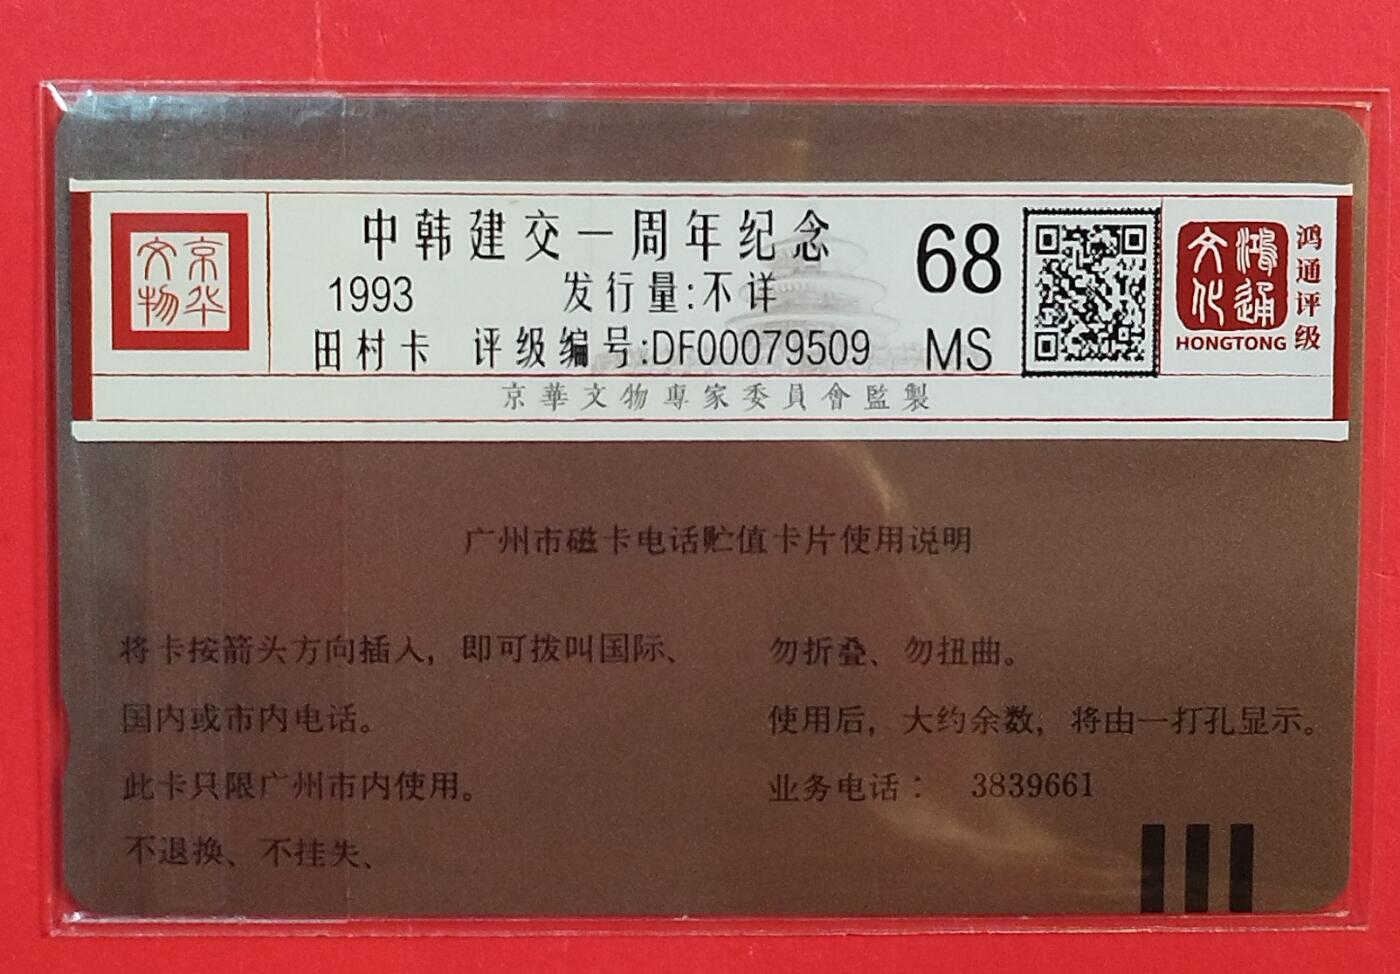 京华
文物
中韩建交一周年纪念
1993 发行量:不详
田村卡 评级编号:DF00079509
68
MS
鸿通
文化
HONGTONG
鸿通评级
京華文物專家委員會監製
广州市磁卡电话贮值卡片使用说明
将卡按箭头方向插入，即可拨叫国际、
国内或市内电话。
此卡只限广州市内使用。
不退换、不挂失、
勿折叠、勿扭曲。
使用后，大约余数，将由一打孔显示。
业务电话： 3839661